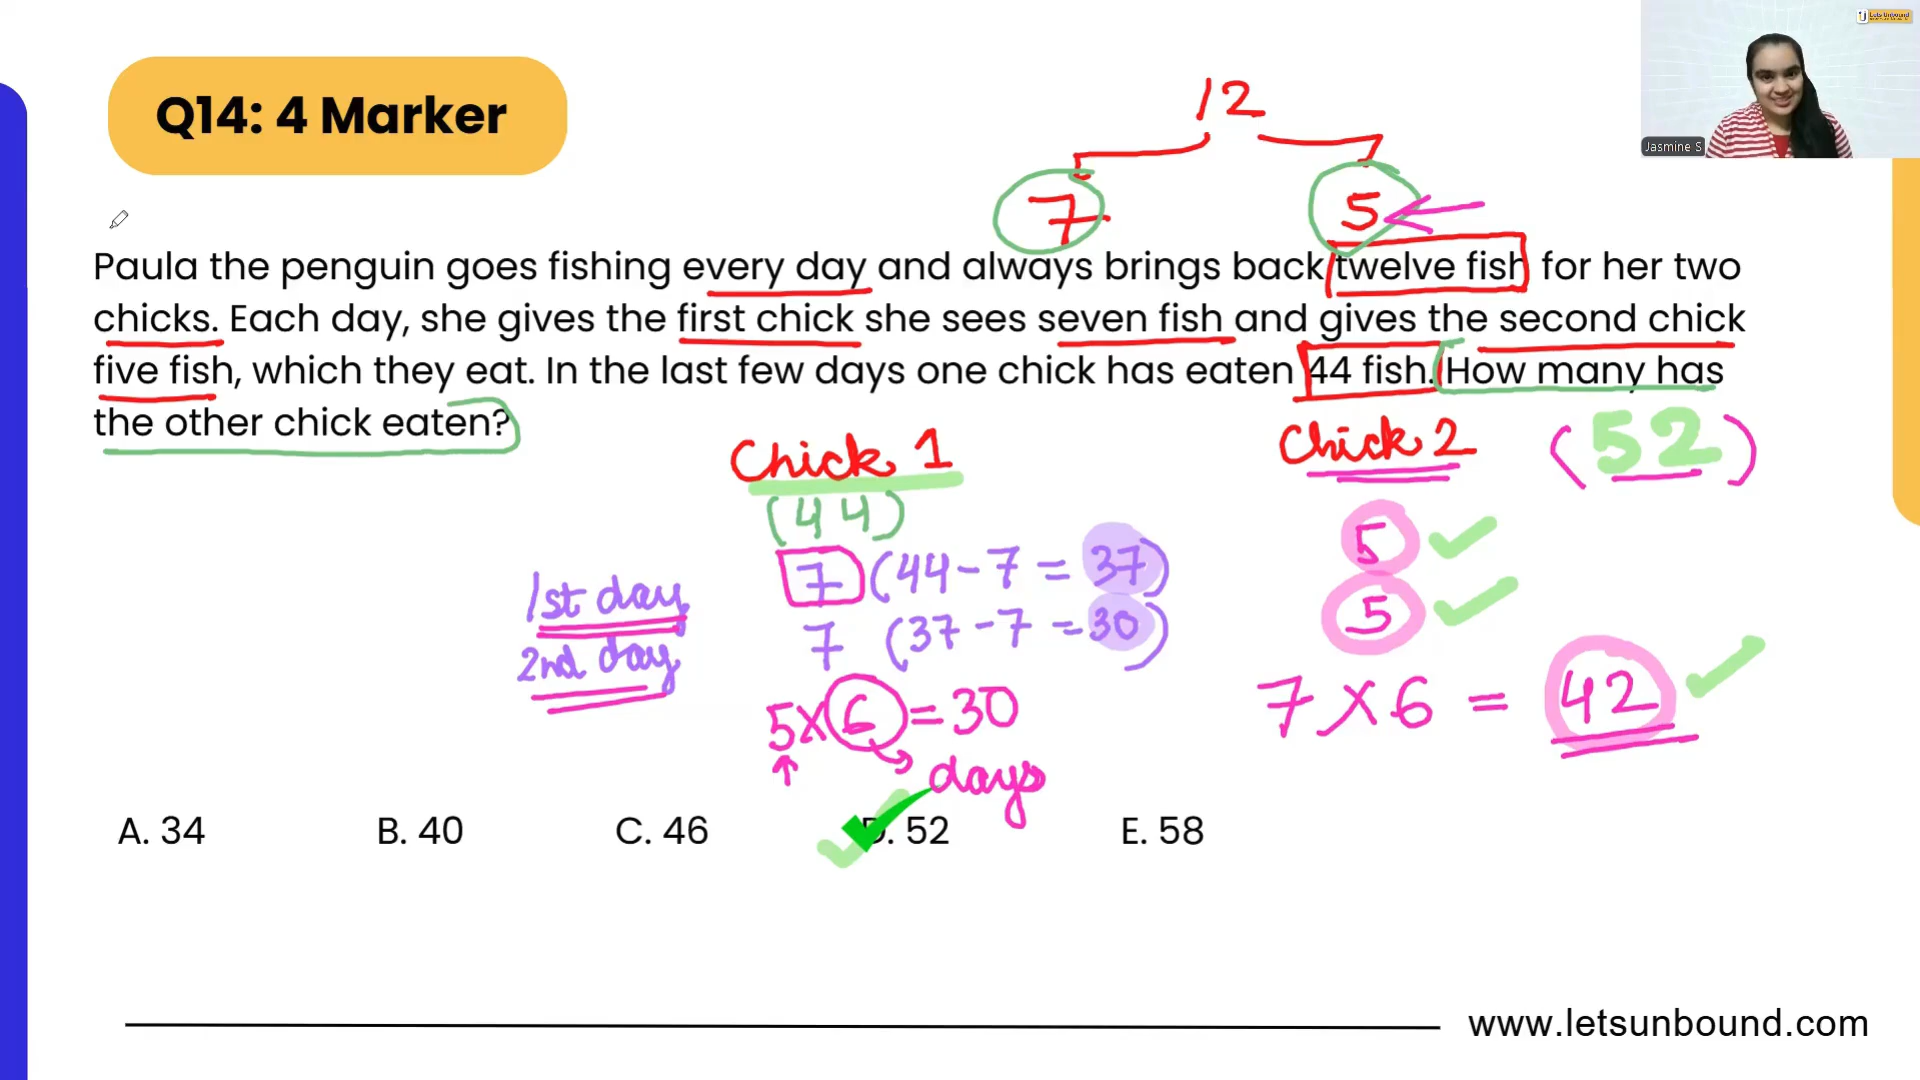 Lets Unbound
Jasmine S
Q14: 4 Marker
12
7 5
Paula the penguin goes fishing every day and always brings back twelve fish for her two
chicks. Each day, she gives the first chick she sees seven fish and gives the second chick
five fish, which they eat. In the last few days one chick has eaten 44 fish. How many has
the other chick eaten?
Chick 1 Chick 2 (52)
(44)
1st day 7 (44-7 = 37) 5
2nd day 7 (37-7 = 30) 5
5x6 = 30 7 x 6 = 42
days
A. 34 B. 40 C. 46 D. 52 E. 58
www.letsunbound.com